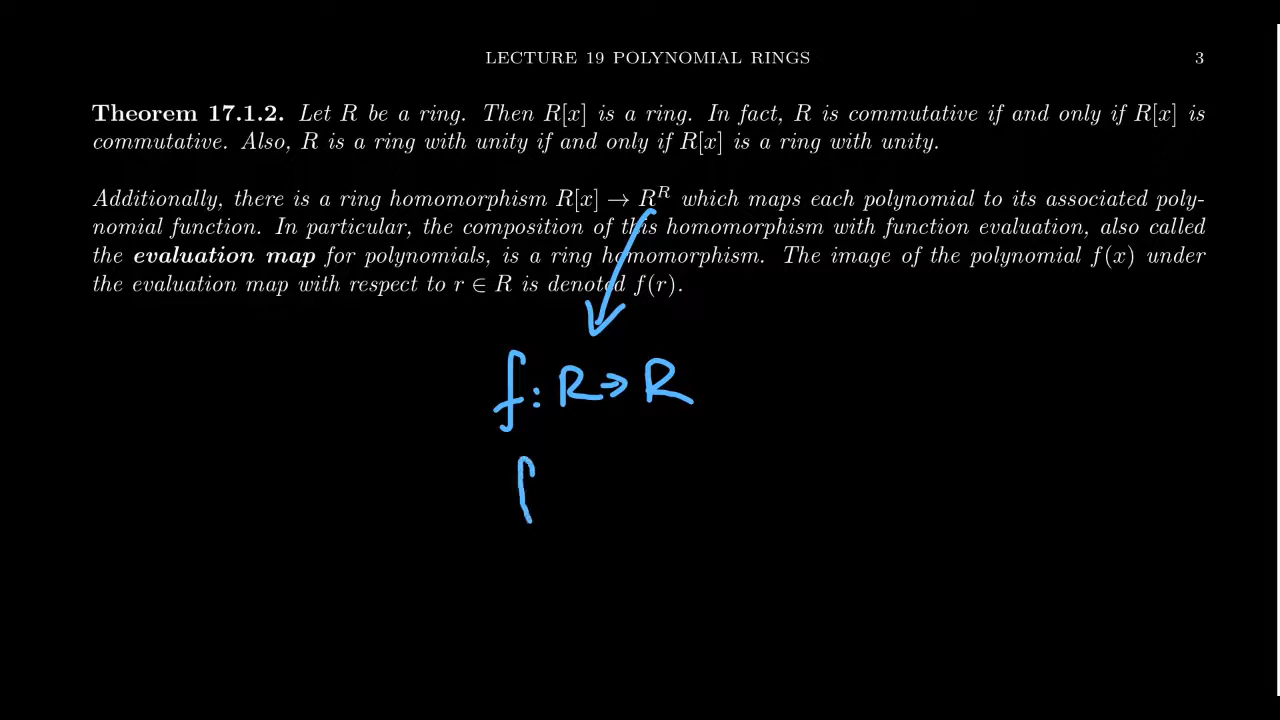 LECTURE 19 POLYNOMIAL RINGS 3
Theorem 17.1.2. Let R be a ring. Then R[x] is a ring. In fact, R is commutative if and only if R[x] is
commutative. Also, R is a ring with unity if and only if R[x] is a ring with unity.
Additionally, there is a ring homomorphism R[x] → R^R which maps each polynomial to its associated poly-
nomial function. In particular, the composition of this homomorphism with function evaluation, also called
the evaluation map for polynomials, is a ring homomorphism. The image of the polynomial f(x) under
the evaluation map with respect to r ∈ R is denoted f(r).
f: R → R